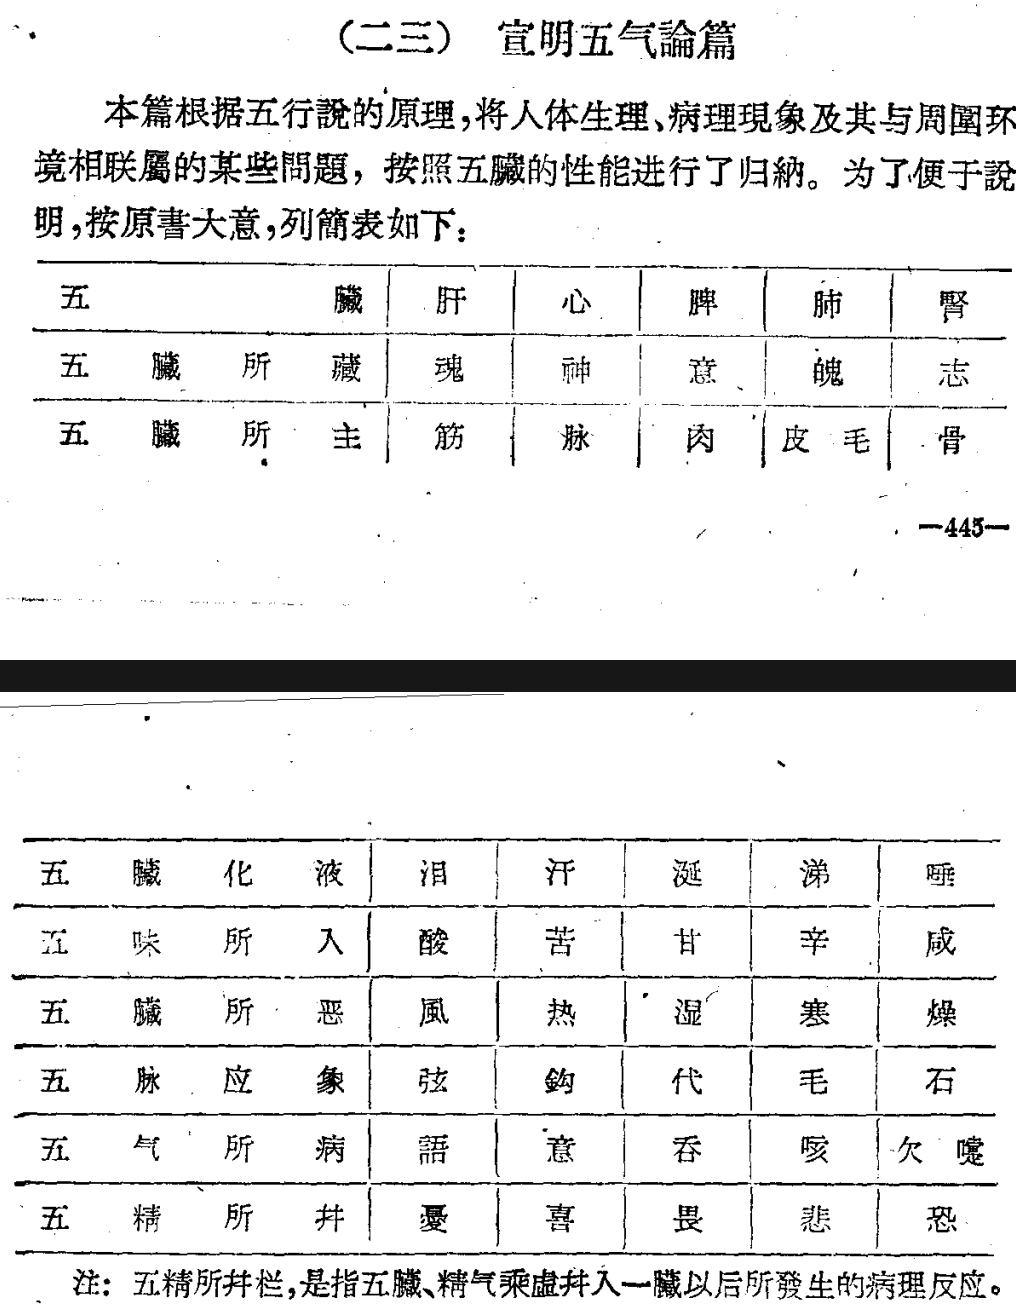 （二三） 宣明五气論篇
本篇根据五行說的原理，将人体生理、病理現象及其与周圍环
境相联屬的某些問題，按照五臟的性能进行了归納。为了便于說
明，按原書大意，列簡表如下：
五 臟 肝 心 脾 肺 腎
五 臟 所 藏 魂 神 意 魄 志
五 臟 所 主 筋 脉 肉 皮 毛 骨
—445—
五 臟 化 液 泪 汗 涎 涕 唾
五 味 所 入 酸 苦 甘 辛 咸
五 臟 所 恶 風 热 湿 寒 燥
五 脉 应 象 弦 鈎 代 毛 石
五 气 所 病 語 意 吞 咳 欠 嚏
五 精 所 幷 憂 喜 畏 悲 恐
注：五精所幷栏，是指五臟、精气乘虛幷入一臟以后所發生的病理反应。